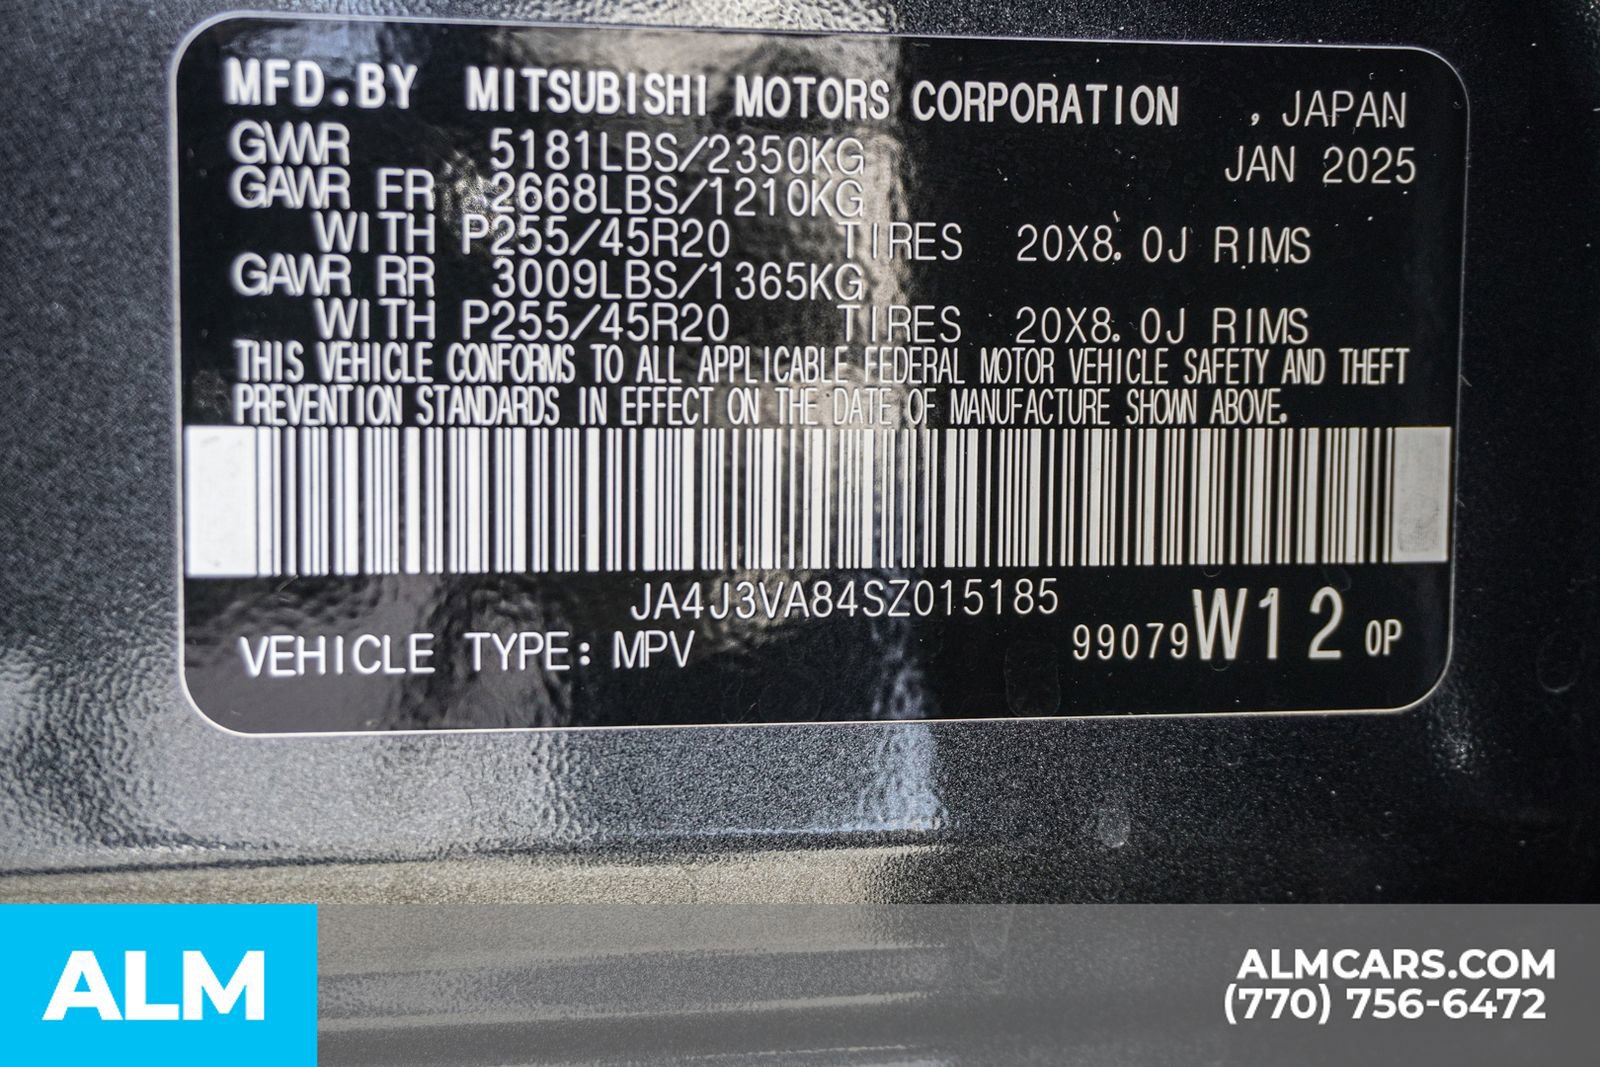 MFD.BY MITSUBISHI MOTORS CORPORATION , JAPAN
GVWR 5181LBS/2350KG JAN 2025
GAWR FR 2668LBS/1210KG
WITH P255/45R20 TIRES 20X8.0J RIMS
GAWR RR 3009LBS/1365KG
WITH P255/45R20 TIRES 20X8.0J RIMS
THIS VEHICLE CONFORMS TO ALL APPLICABLE FEDERAL MOTOR VEHICLE SAFETY AND THEFT
PREVENTION STANDARDS IN EFFECT ON THE DATE OF MANUFACTURE SHOWN ABOVE.
JA4J3VA84SZ015185
VEHICLE TYPE: MPV 99079W12 OP
ALM
ALMCARS.COM
(770) 756-6472